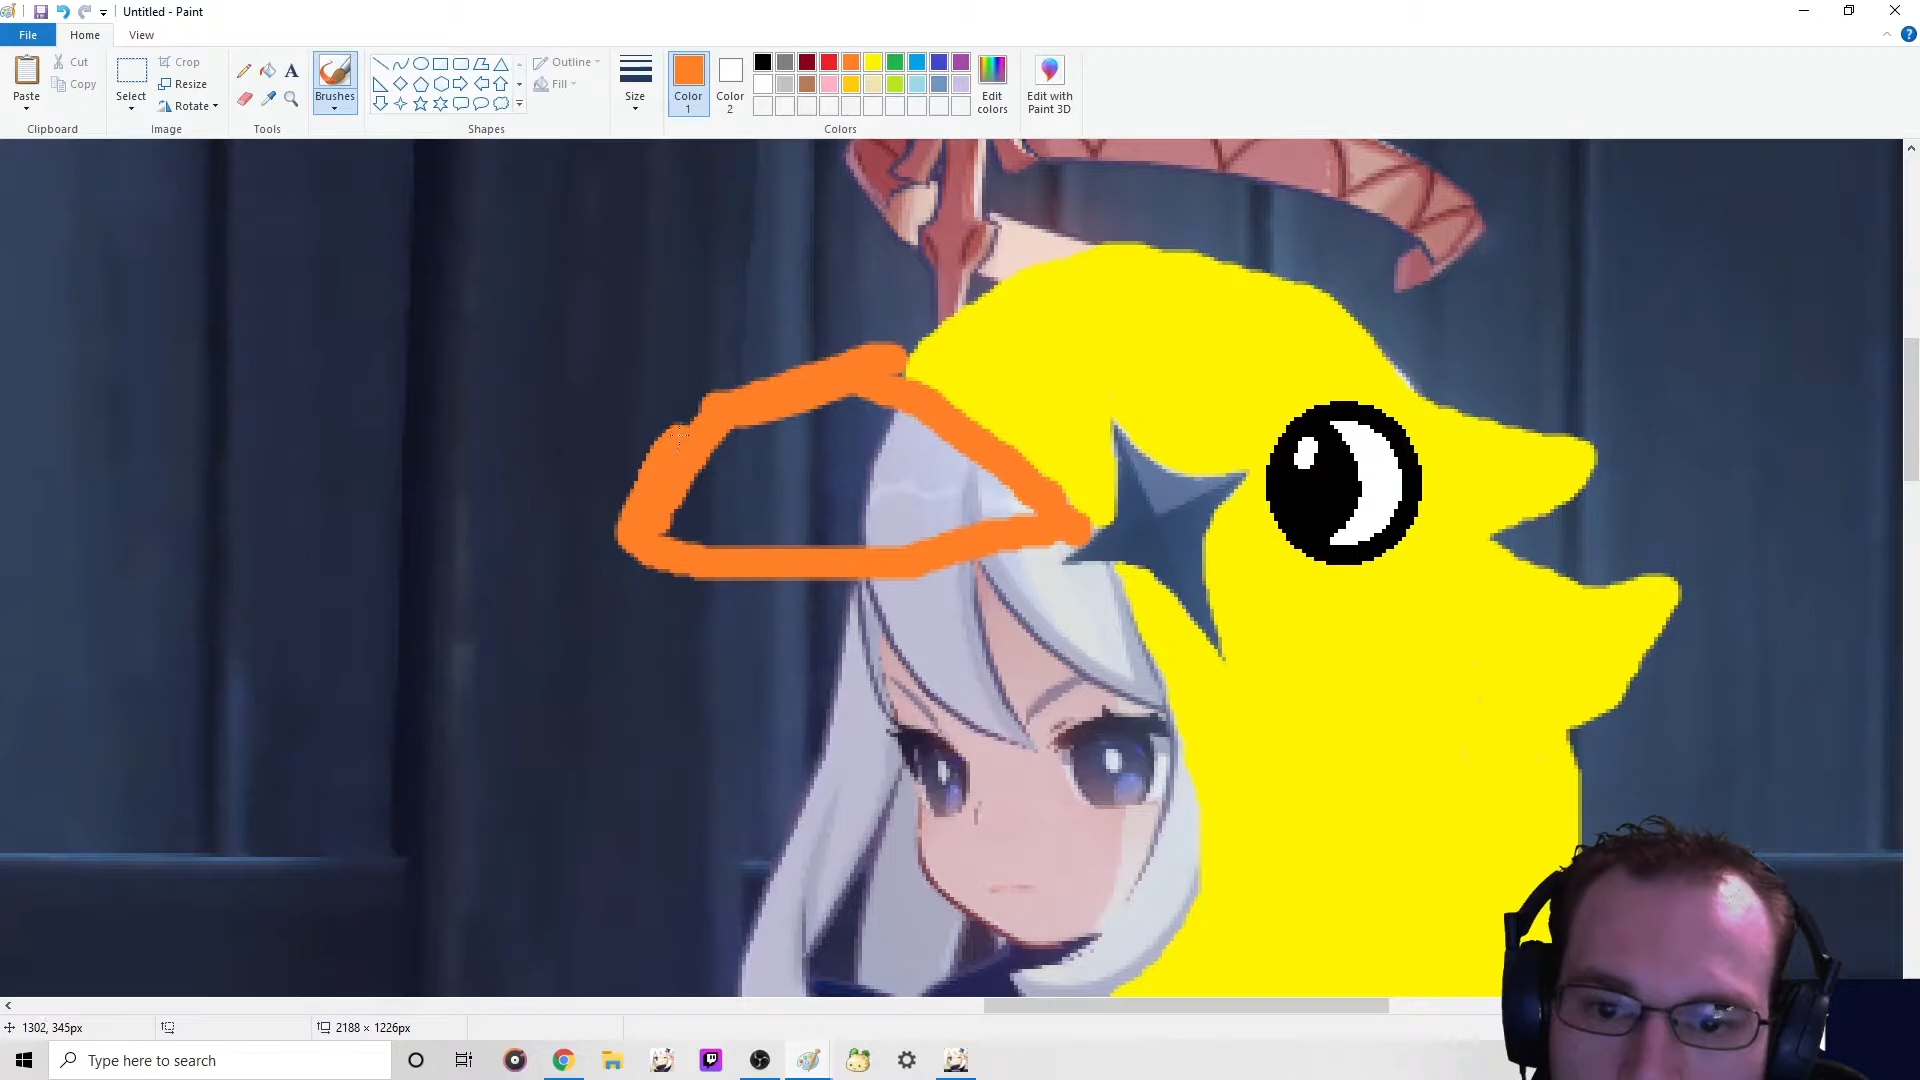 Untitled - Paint
File Home View
Cut
Copy
Paste
Clipboard
Select
Crop
Resize
Rotate
Image
Tools
Brushes
Shapes
Outline
Fill
Size
Color
1
Color
2
Colors
Edit
colors
Edit with
Paint 3D
1302, 345px
2188 × 1226px
Type here to search